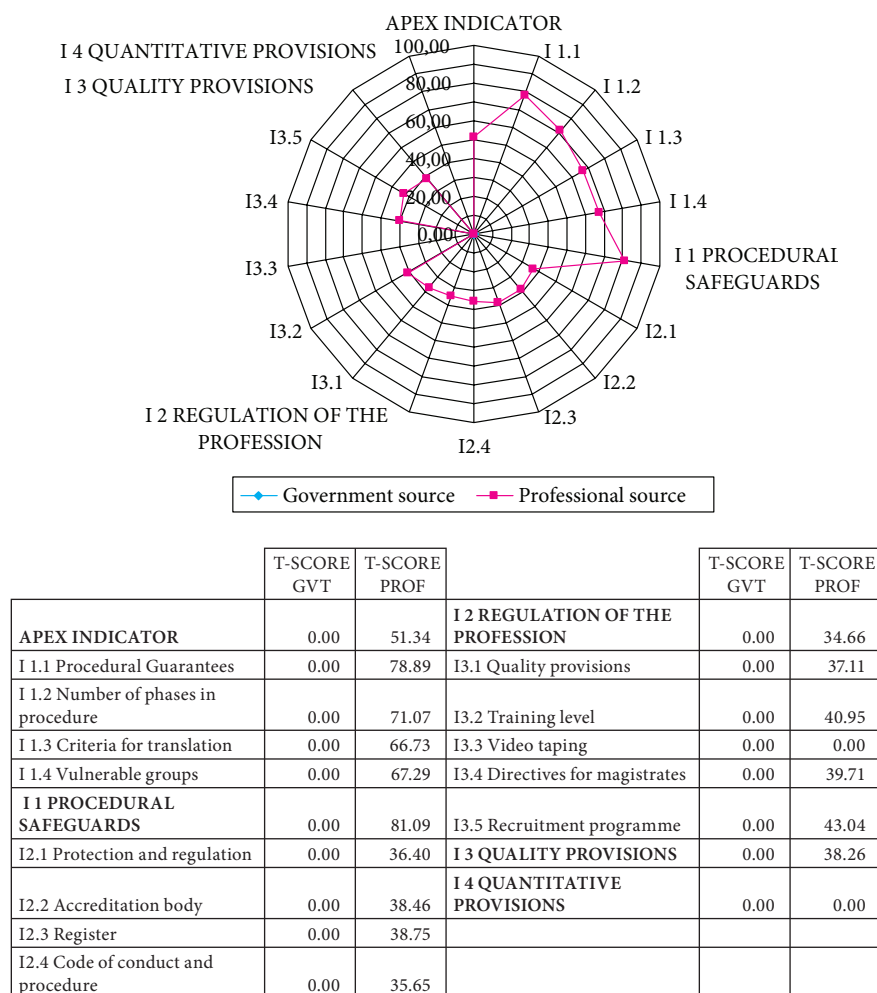 APEX INDICATOR
100,00
80,00
60,00
40,00
20,00
0,00
I 1.1
I 1.2
I 1.3
I 1.4
I 1 PROCEDURAL
SAFEGUARDS
I2.1
I2.2
I2.3
I2.4
I 2 REGULATION OF THE
PROFESSION
I3.1
I3.2
I3.3
I3.4
I3.5
I 3 QUALITY PROVISIONS
I 4 QUANTITATIVE PROVISIONS
Government source Professional source
T-SCORE T-SCORE T-SCORE T-SCORE
GVT PROF GVT PROF
I 2 REGULATION OF THE
APEX INDICATOR 0.00 51.34 PROFESSION 0.00 34.66
I 1.1 Procedural Guarantees 0.00 78.89 I3.1 Quality provisions 0.00 37.11
I 1.2 Number of phases in
procedure 0.00 71.07 I3.2 Training level 0.00 40.95
I 1.3 Criteria for translation 0.00 66.73 I3.3 Video taping 0.00 0.00
I 1.4 Vulnerable groups 0.00 67.29 I3.4 Directives for magistrates 0.00 39.71
I 1 PROCEDURAL
SAFEGUARDS 0.00 81.09 I3.5 Recruitment programme 0.00 43.04
I2.1 Protection and regulation 0.00 36.40 I 3 QUALITY PROVISIONS 0.00 38.26
I 4 QUANTITATIVE
I2.2 Accreditation body 0.00 38.46 PROVISIONS 0.00 0.00
I2.3 Register 0.00 38.75
I2.4 Code of conduct and
procedure 0.00 35.65